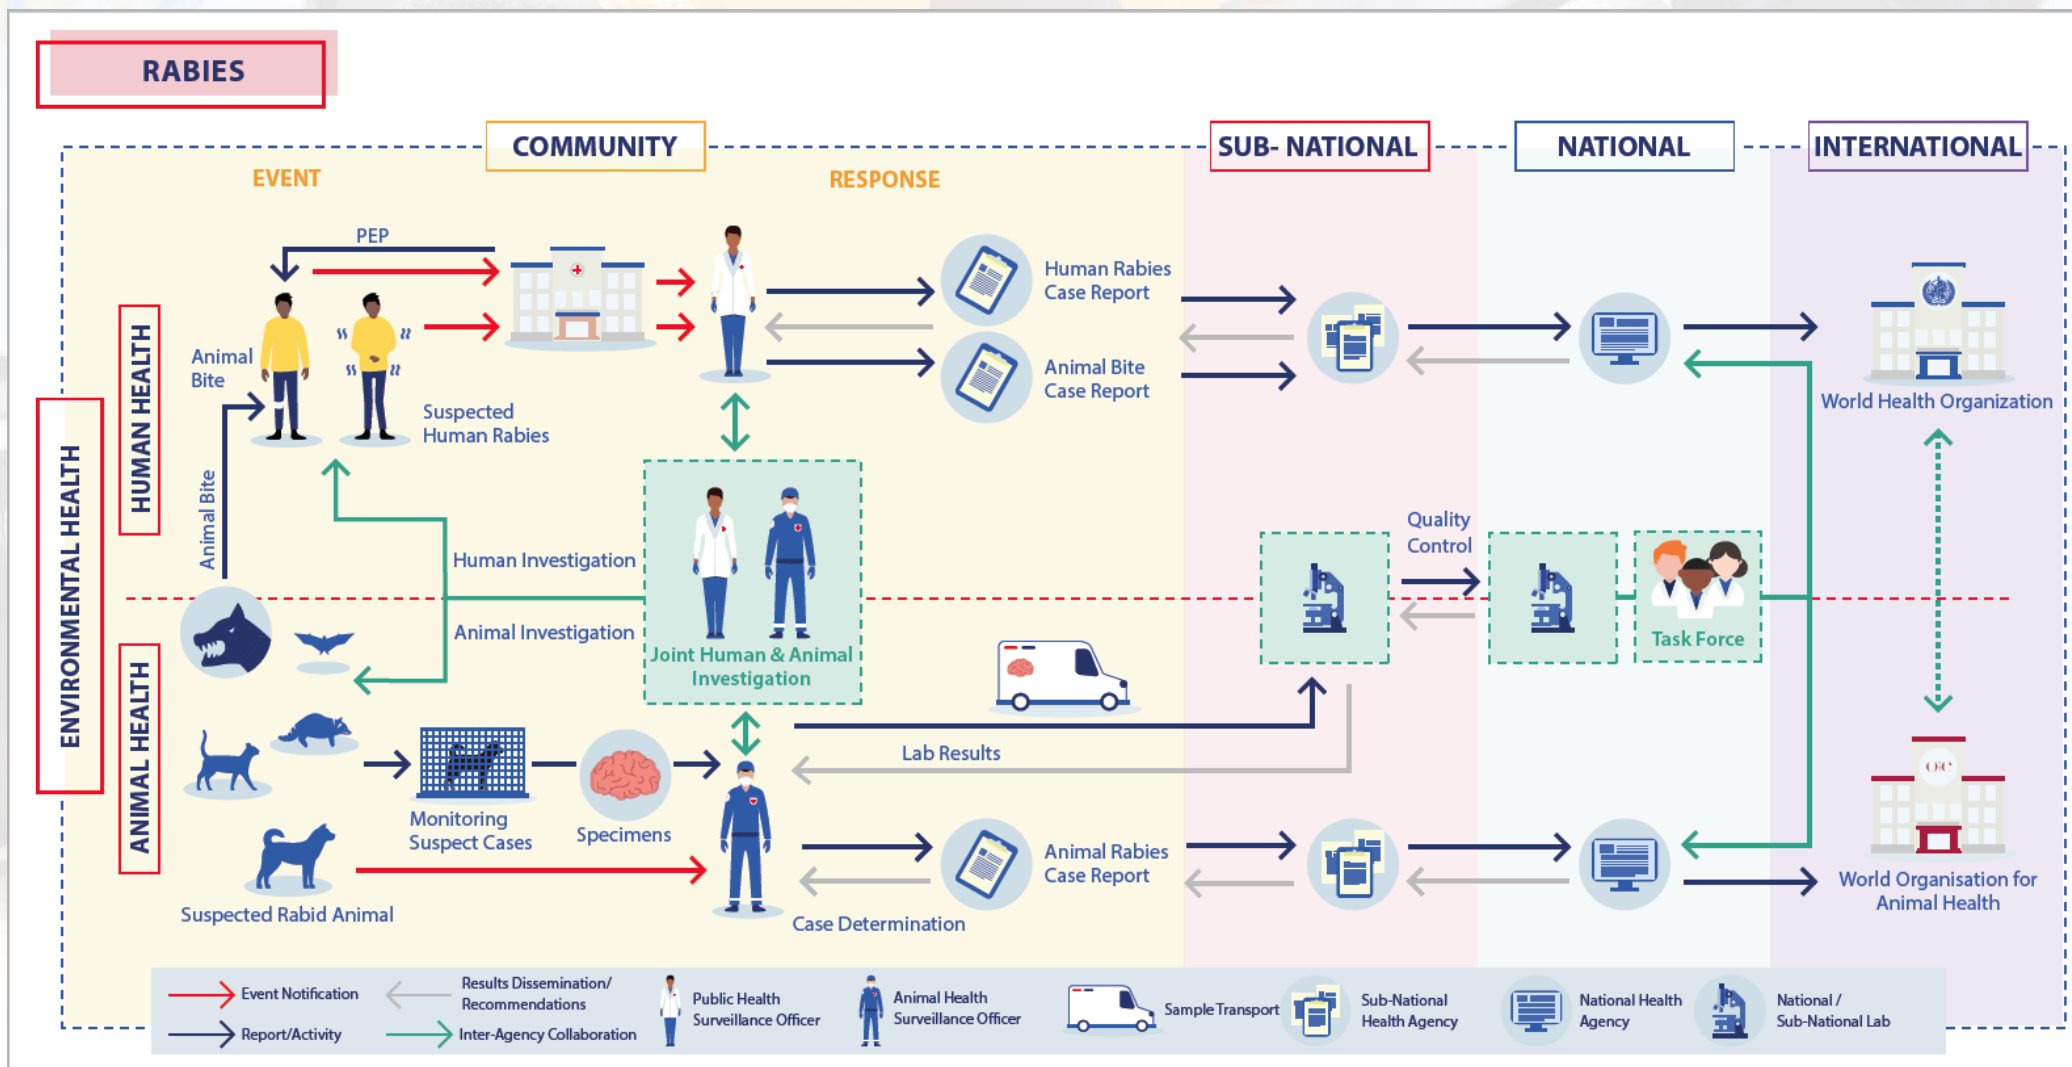 RABIES
COMMUNITY
SUB- NATIONAL
NATIONAL
INTERNATIONAL
EVENT
RESPONSE
PEP
Human Rabies
Case Report
Animal
Bite
Animal Bite
Case Report
Suspected
Human Rabies
World Health Organization
HUMAN HEALTH
ENVIRONMENTAL HEALTH
ANIMAL HEALTH
Animal Bite
Human Investigation
Animal Investigation
Quality
Control
Joint Human & Animal
Investigation
Task Force
Lab Results
Monitoring
Suspect Cases
Specimens
OiC
Animal Rabies
Case Report
World Organisation for
Animal Health
Suspected Rabid Animal
Case Determination
Event Notification
Results Dissemination/
Recommendations
Report/Activity
Inter-Agency Collaboration
Public Health
Surveillance Officer
Animal Health
Surveillance Officer
Sample Transport
Sub-National
Health Agency
National Health
Agency
National /
Sub-National Lab